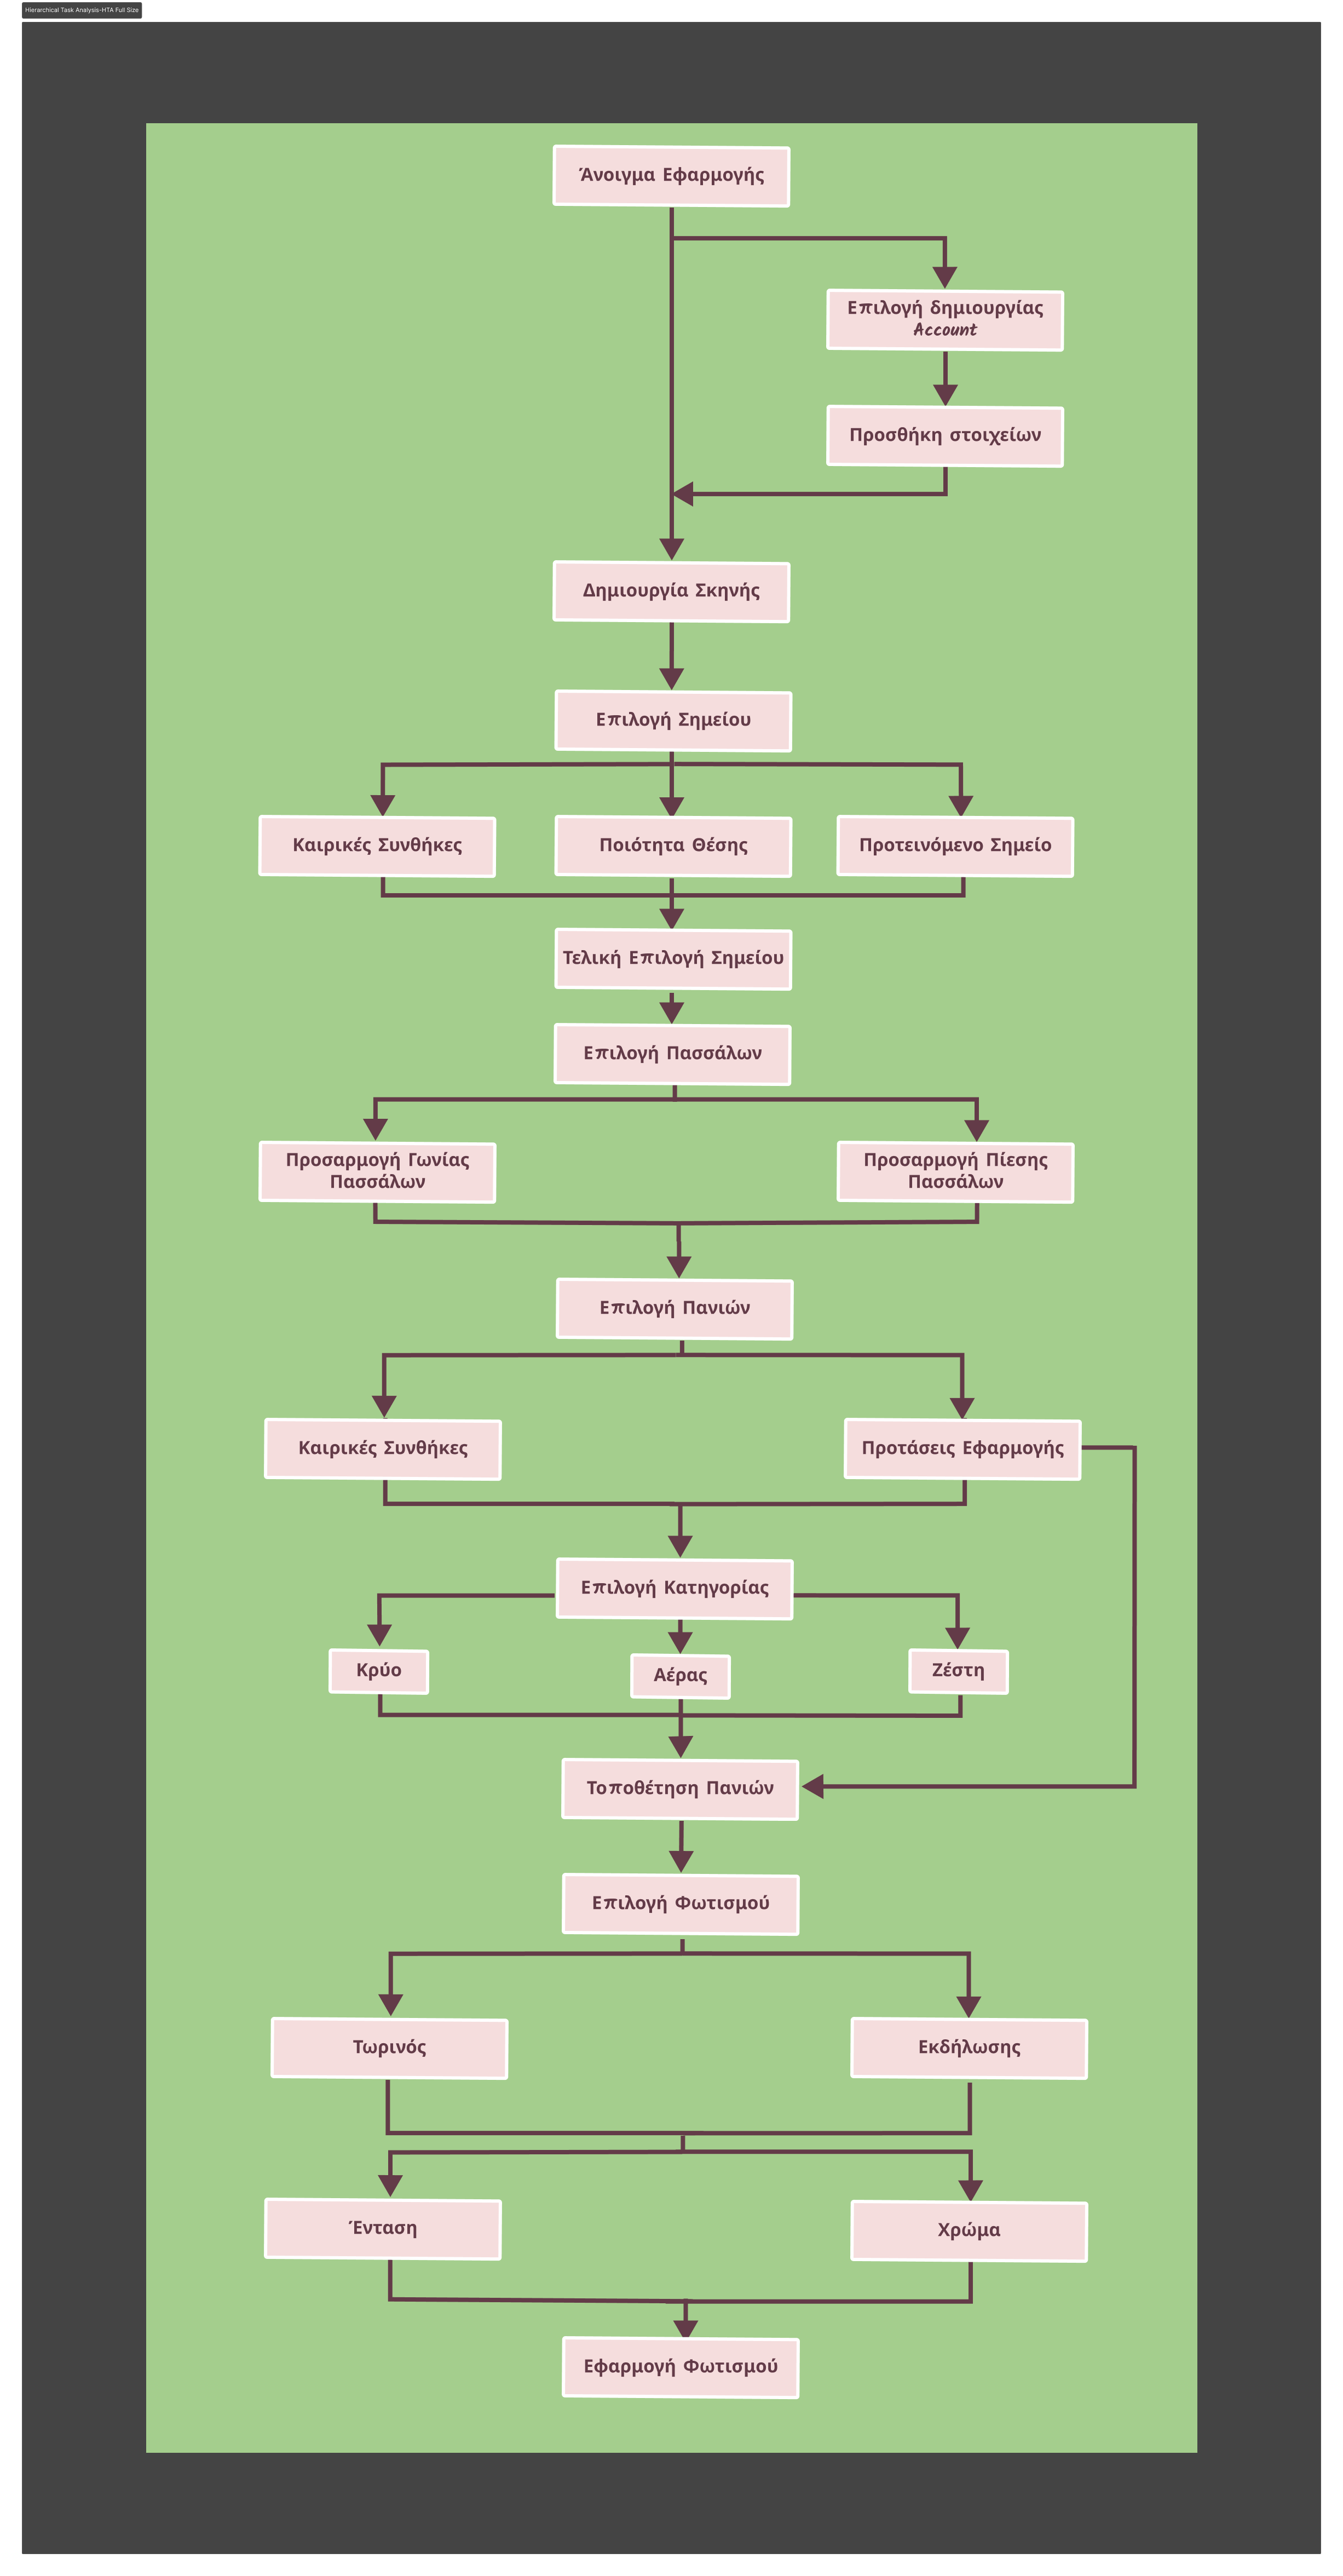 Hierarchical Task Analysis-HTA Full Size
Άνοιγμα Εφαρμογής
Επιλογή δημιουργίας
Account
Προσθήκη στοιχείων
Δημιουργία Σκηνής
Επιλογή Σημείου
Καιρικές Συνθήκες
Ποιότητα Θέσης
Προτεινόμενο Σημείο
Τελική Επιλογή Σημείου
Επιλογή Πασσάλων
Προσαρμογή Γωνίας
Πασσάλων
Προσαρμογή Πίεσης
Πασσάλων
Επιλογή Πανιών
Καιρικές Συνθήκες
Προτάσεις Εφαρμογής
Επιλογή Κατηγορίας
Κρύο
Αέρας
Ζέστη
Τοποθέτηση Πανιών
Επιλογή Φωτισμού
Τωρινός
Εκδήλωσης
Ένταση
Χρώμα
Εφαρμογή Φωτισμού